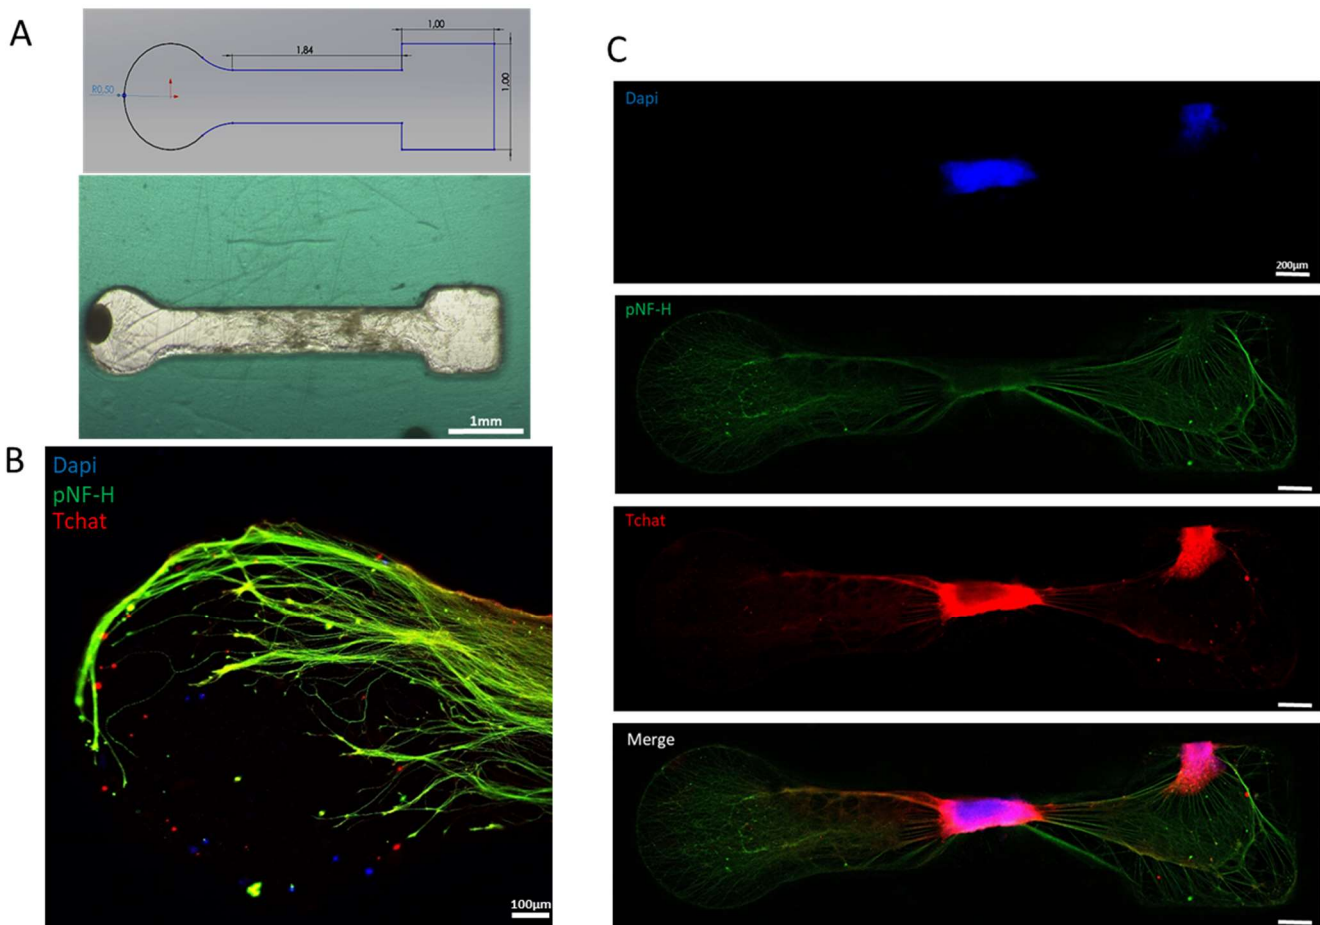 A
1,00
1,84
R0,50
1,00
1mm
B
Dapi
pNF-H
Tchat
100µm
C
Dapi
200µm
pNF-H
Tchat
Merge